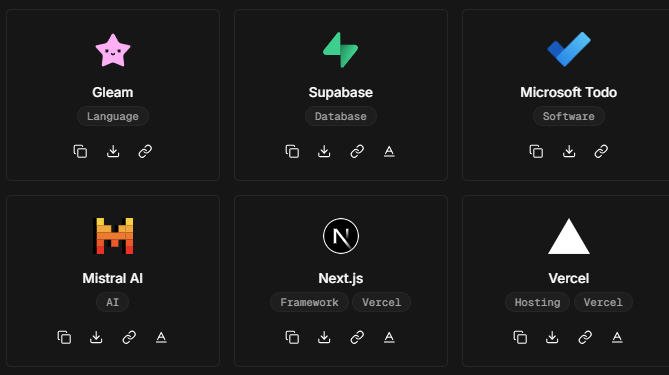 Gleam
Language
Supabase
Database
Microsoft Todo
Software
Mistral AI
AI
Next.js
Framework Vercel
Vercel
Hosting Vercel